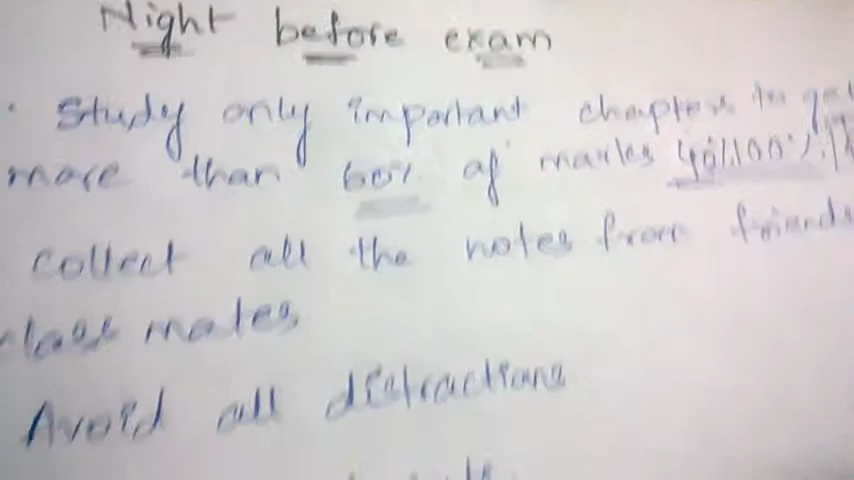 Night before exam
• Study only important chapters to get
more than 60% of marks
collect all the notes from friends
class mates
Avoid all distractions